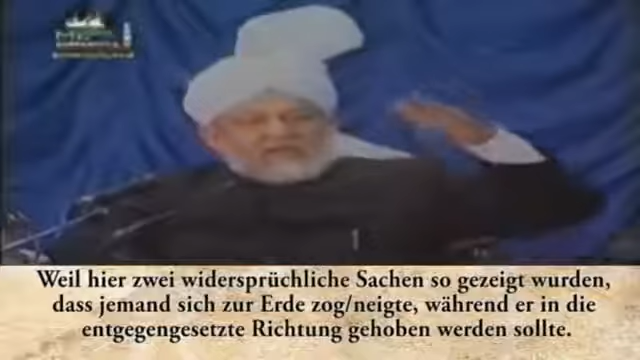 Weil hier zwei widersprüchliche Sachen so gezeigt wurden,
dass jemand sich zur Erde zog/neigte, während er in die
entgegengesetzte Richtung gehoben werden sollte.